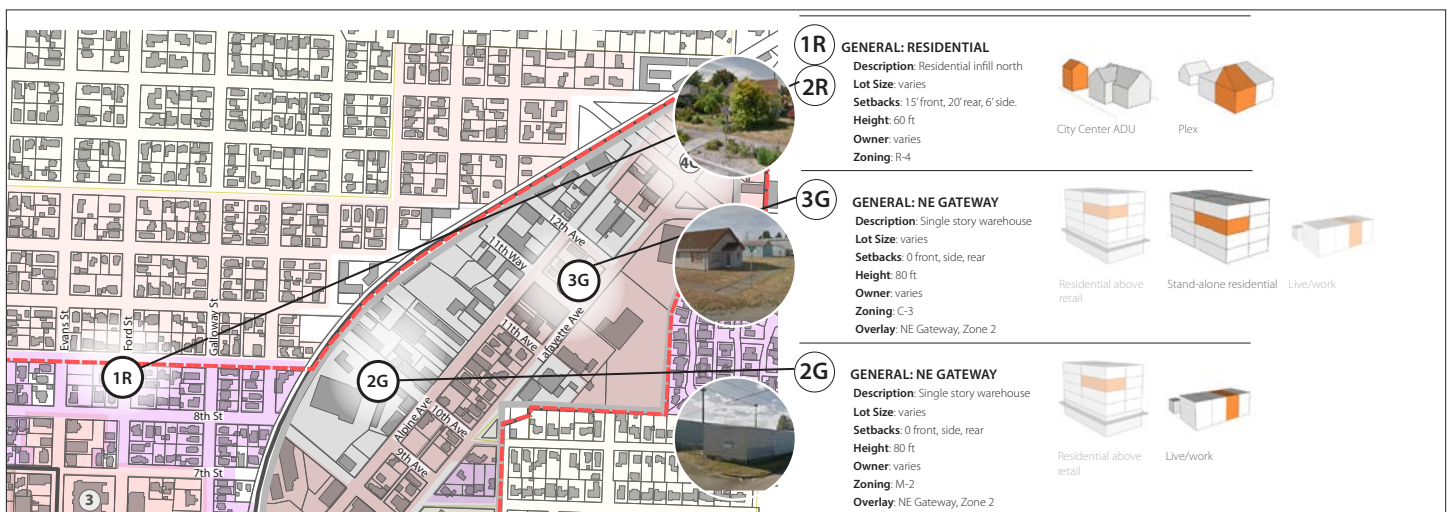 1R
2R
GENERAL: RESIDENTIAL
Description: Residential infill north
Lot Size: varies
Setbacks: 15' front, 20' rear, 6' side.
Height: 60 ft
Owner: varies
Zoning: R-4
City Center ADU
Plex
3G
GENERAL: NE GATEWAY
Description: Single story warehouse
Lot Size: varies
Setbacks: 0 front, side, rear
Height: 80 ft
Owner: varies
Zoning: C-3
Overlay: NE Gateway, Zone 2
Residential above
retail
Stand-alone residential
Live/work
2G
GENERAL: NE GATEWAY
Description: Single story warehouse
Lot Size: varies
Setbacks: 0 front, side, rear
Height: 80 ft
Owner: varies
Zoning: M-2
Overlay: NE Gateway, Zone 2
Residential above
retail
Live/work
12th Ave
11th Way
3G
11th Ave
Lafayette Ave
Evans St
Ford St
Galloway St
1R
2G
8th St
Alpine Ave
10th Ave
9th Ave
7th St
3